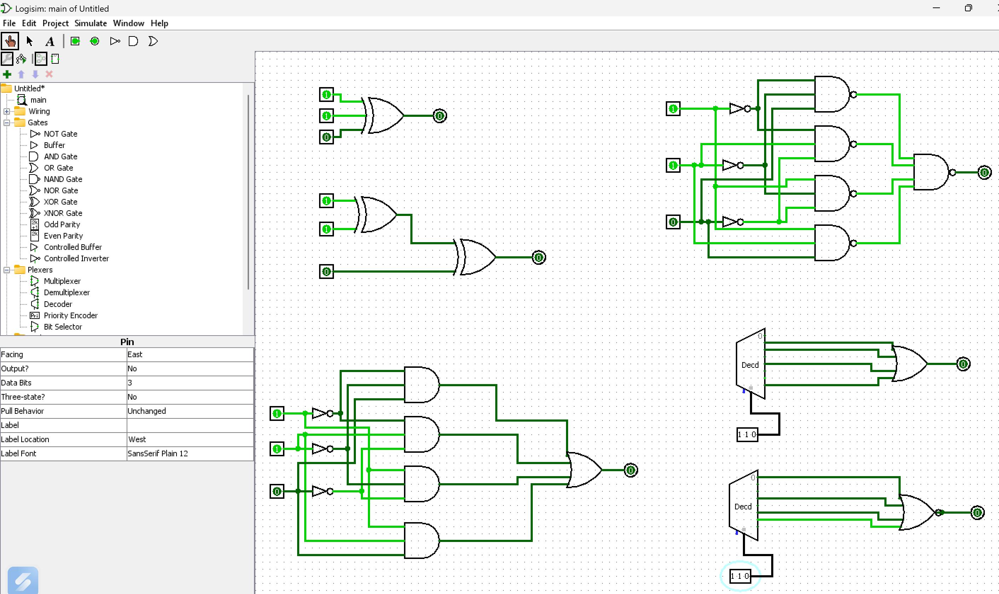 Logisim: main of Untitled
File Edit Project Simulate Window Help
A
Untitled*
main
Wiring
Gates
NOT Gate
Buffer
AND Gate
OR Gate
NAND Gate
NOR Gate
XOR Gate
XNOR Gate
2k+1 Odd Parity
2k Even Parity
Controlled Buffer
Controlled Inverter
Plexers
Multiplexer
Demultiplexer
Decoder
Pri Priority Encoder
Bit Selector
Pin
Facing East
Output? No
Data Bits 3
Three-state? No
Pull Behavior Unchanged
Label
Label Location West
Label Font SansSerif Plain 12
1
1
0
0
1
1
0
0
1
1
0
0
1
1
0
0
0
Decd
0
1 1 0
0
Decd
0
1 1 0